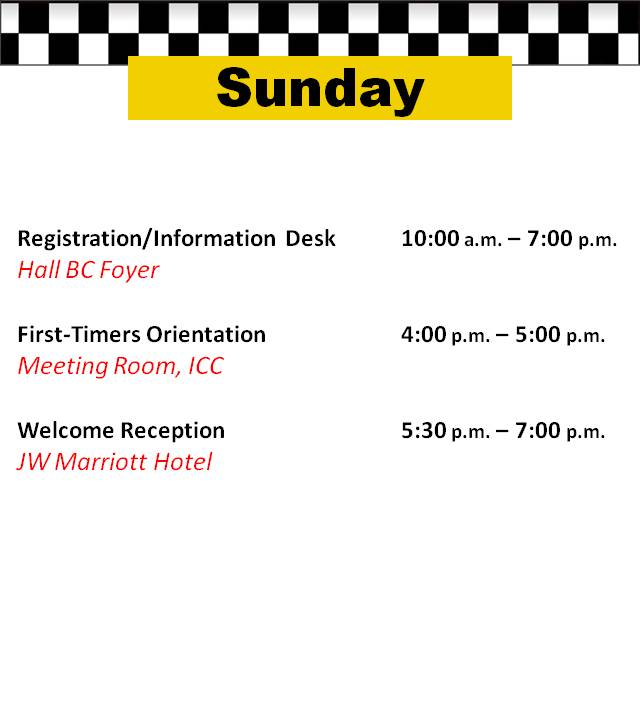 Sunday
Registration/Information Desk 10:00 a.m. – 7:00 p.m.
Hall BC Foyer
First-Timers Orientation 4:00 p.m. – 5:00 p.m.
Meeting Room, ICC
Welcome Reception 5:30 p.m. – 7:00 p.m.
JW Marriott Hotel